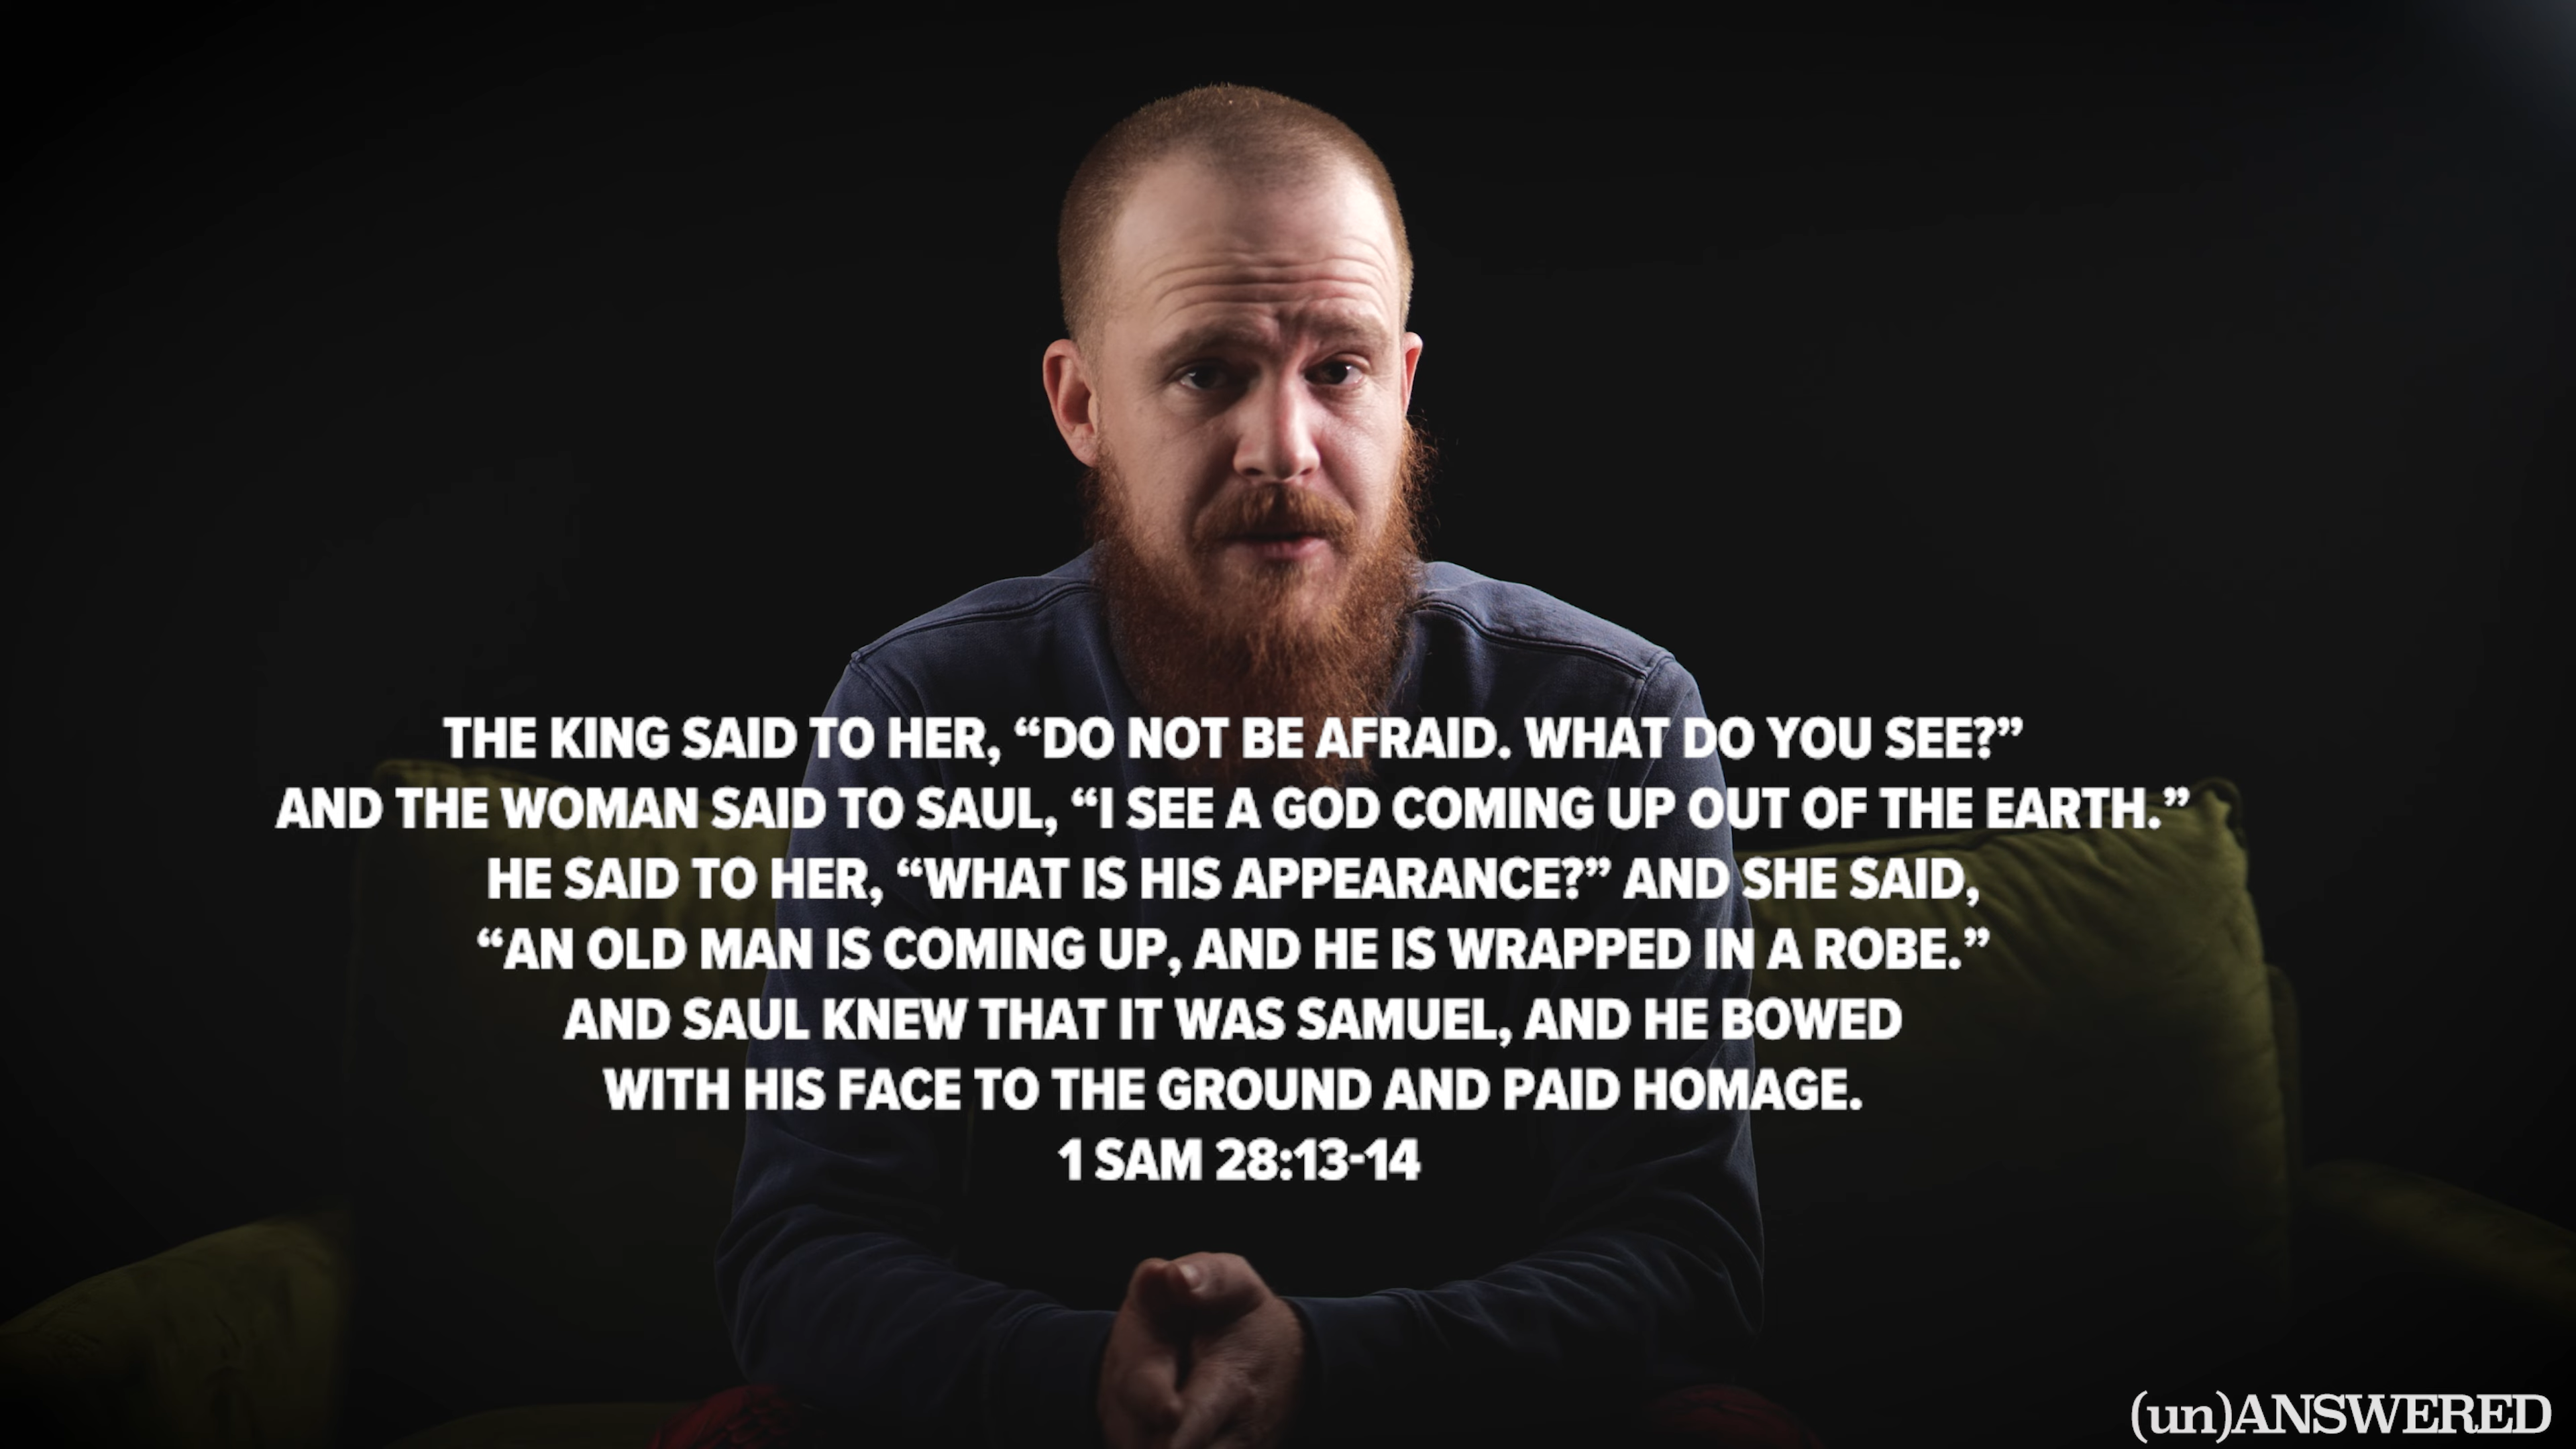 THE KING SAID TO HER, “DO NOT BE AFRAID. WHAT DO YOU SEE?”
AND THE WOMAN SAID TO SAUL, “I SEE A GOD COMING UP OUT OF THE EARTH.”
HE SAID TO HER, “WHAT IS HIS APPEARANCE?” AND SHE SAID,
“AN OLD MAN IS COMING UP, AND HE IS WRAPPED IN A ROBE.”
AND SAUL KNEW THAT IT WAS SAMUEL, AND HE BOWED
WITH HIS FACE TO THE GROUND AND PAID HOMAGE.
1 SAM 28:13-14
(un)ANSWERED